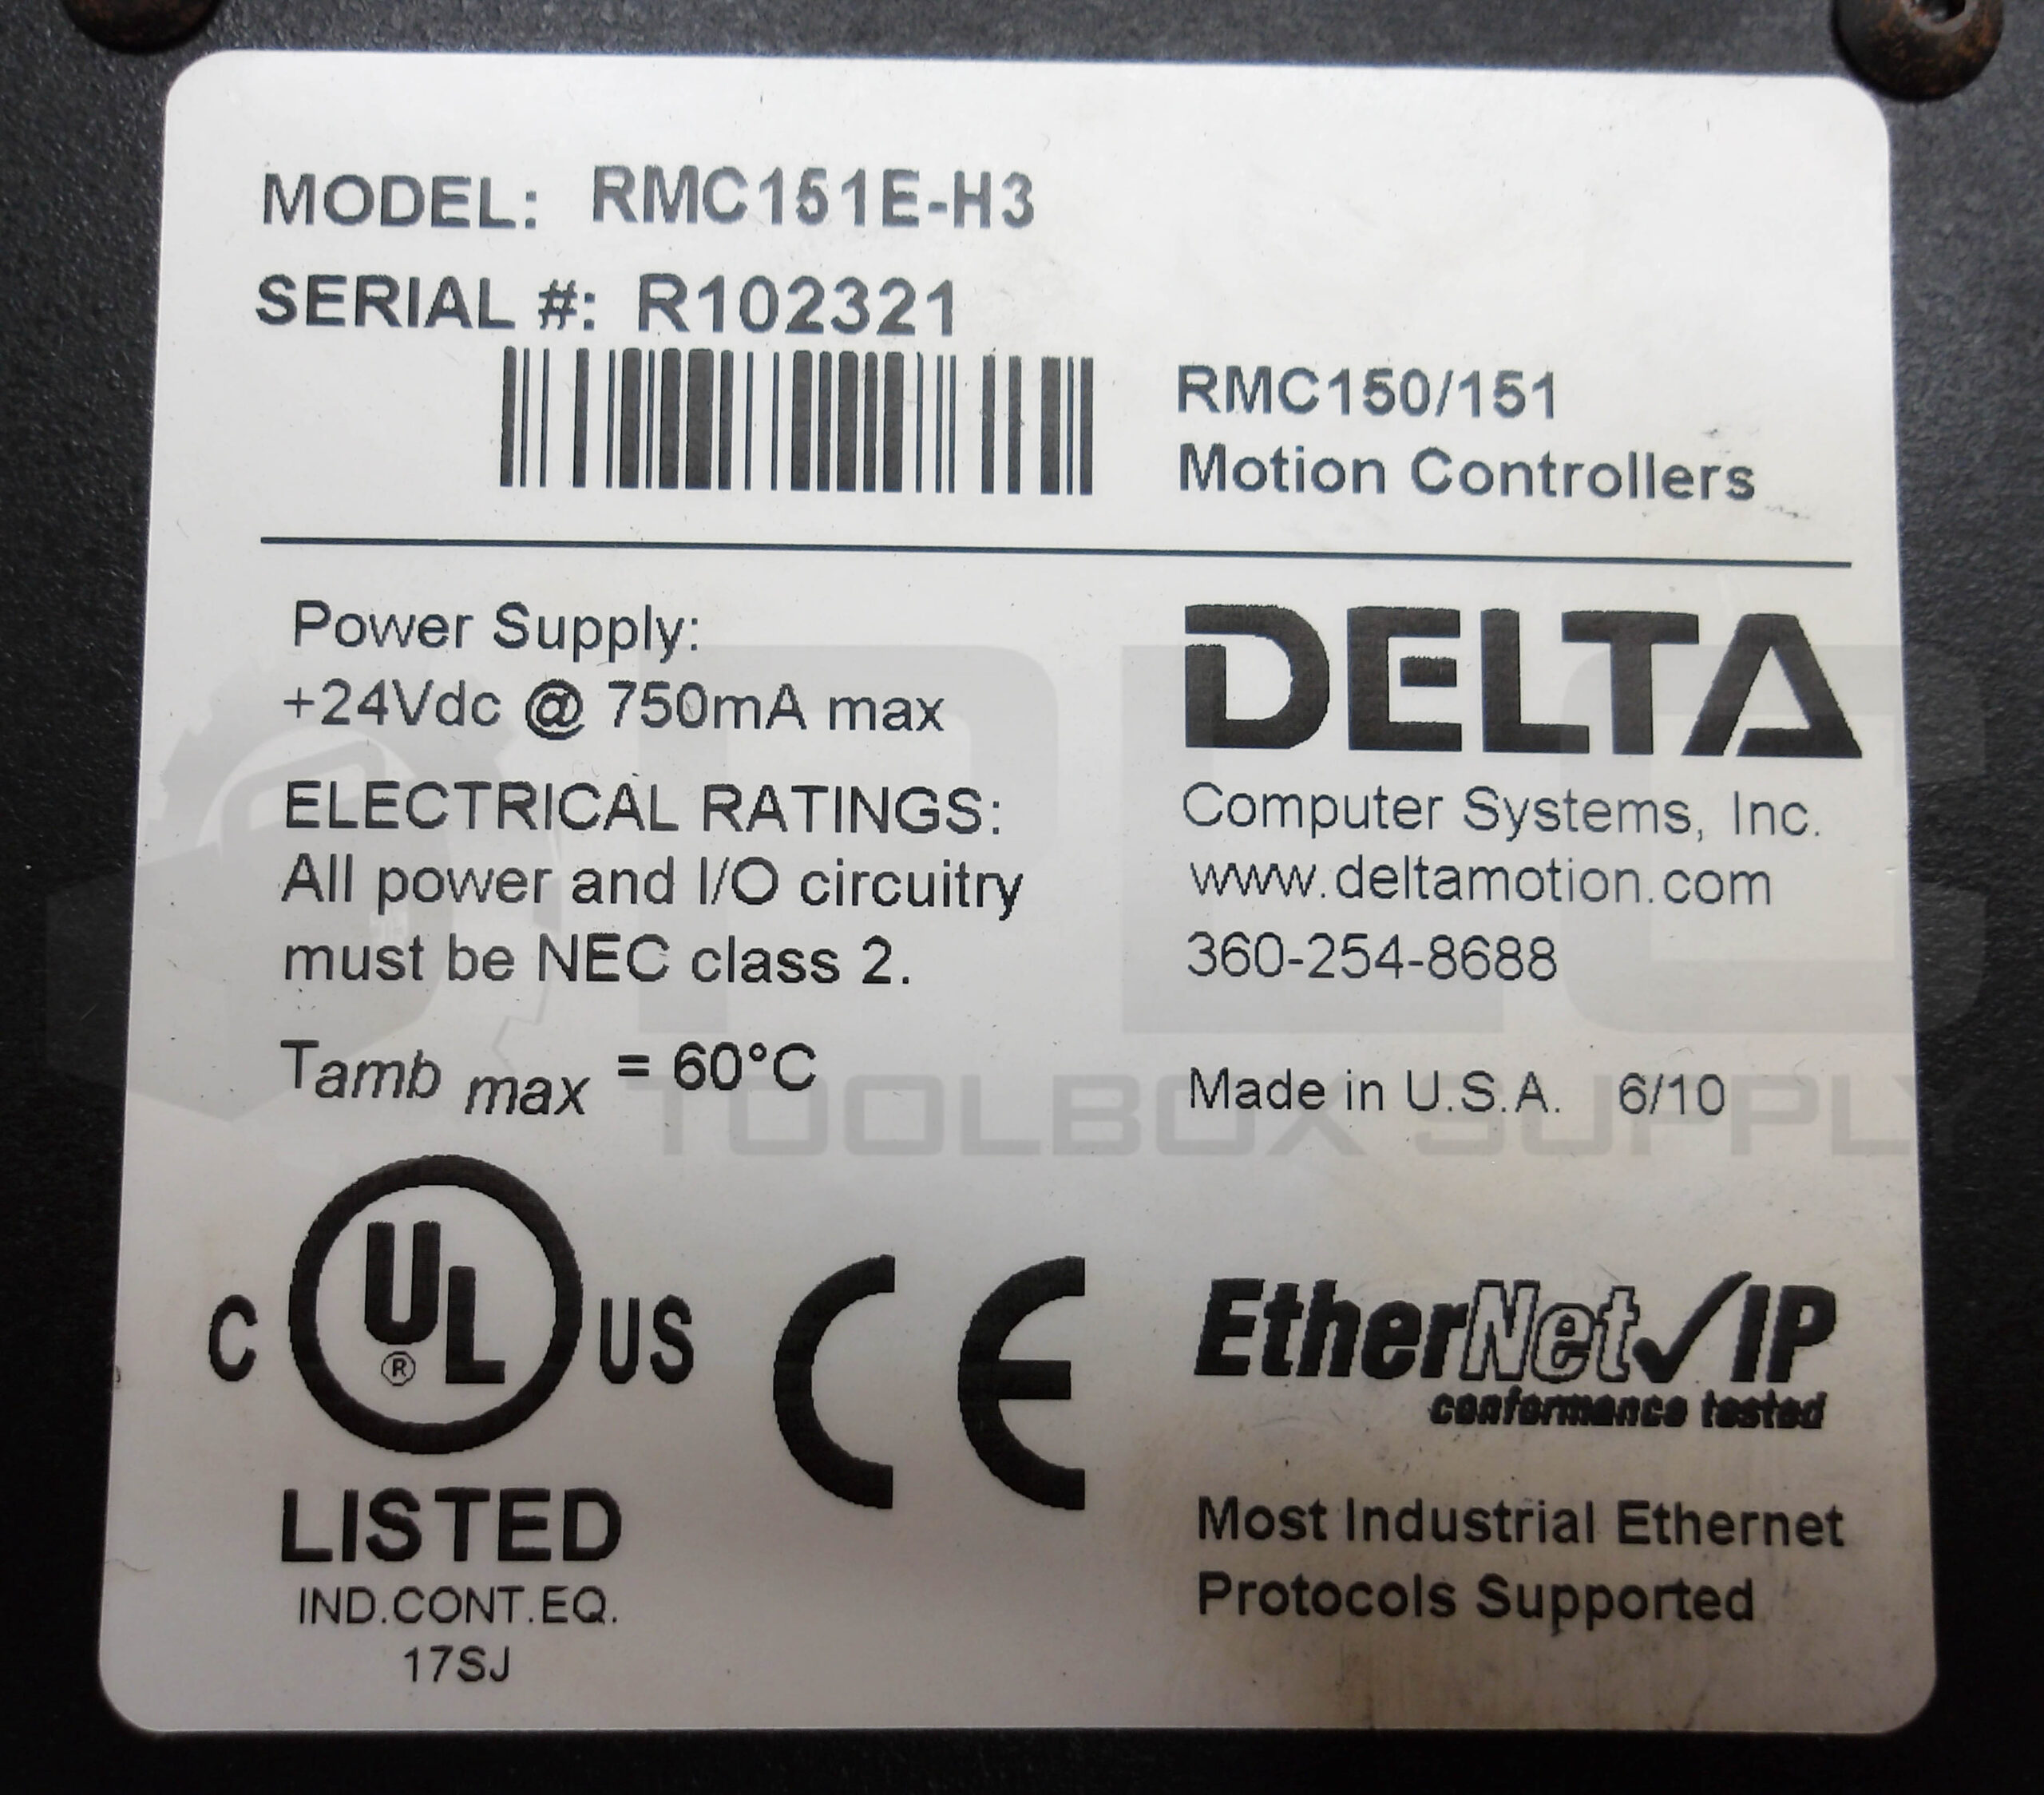 MODEL: RMC151E-H3
SERIAL #: R102321
RMC150/151
Motion Controllers
Power Supply:
+24Vdc @ 750mA max
ELECTRICAL RATINGS:
All power and I/O circuitry
must be NEC class 2.
Tamb max = 60°C
DELTA
Computer Systems, Inc.
www.deltamotion.com
360-254-8688
Made in U.S.A. 6/10
PLC
TOOLBOX SUPPLY
C UL® US
LISTED
IND.CONT.EQ.
17SJ
CE
EtherNet/IP
conformance tested
Most Industrial Ethernet
Protocols Supported